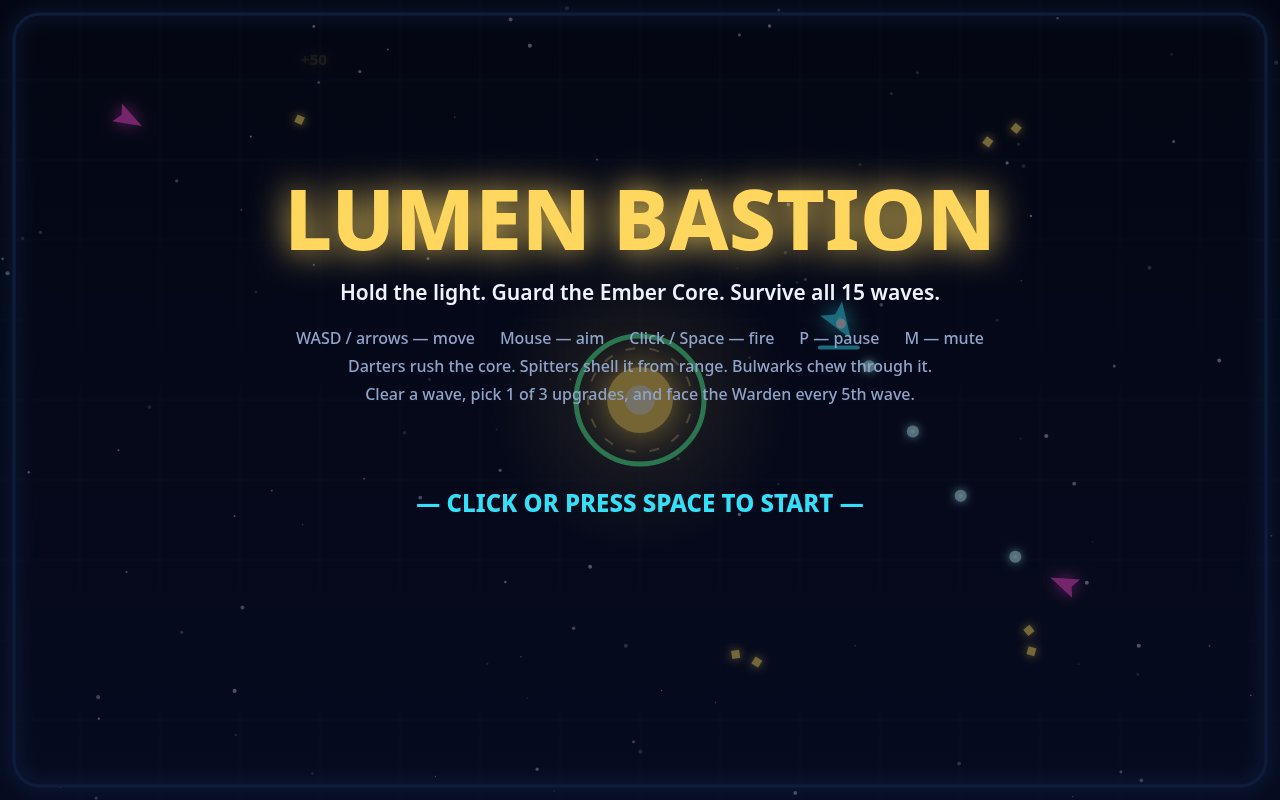 +50
LUMEN BASTION
Hold the light. Guard the Ember Core. Survive all 15 waves.
WASD / arrows — move Mouse — aim Click / Space — fire P — pause M — mute
Darters rush the core. Spitters shell it from range. Bulwarks chew through it.
Clear a wave, pick 1 of 3 upgrades, and face the Warden every 5th wave.
— CLICK OR PRESS SPACE TO START —